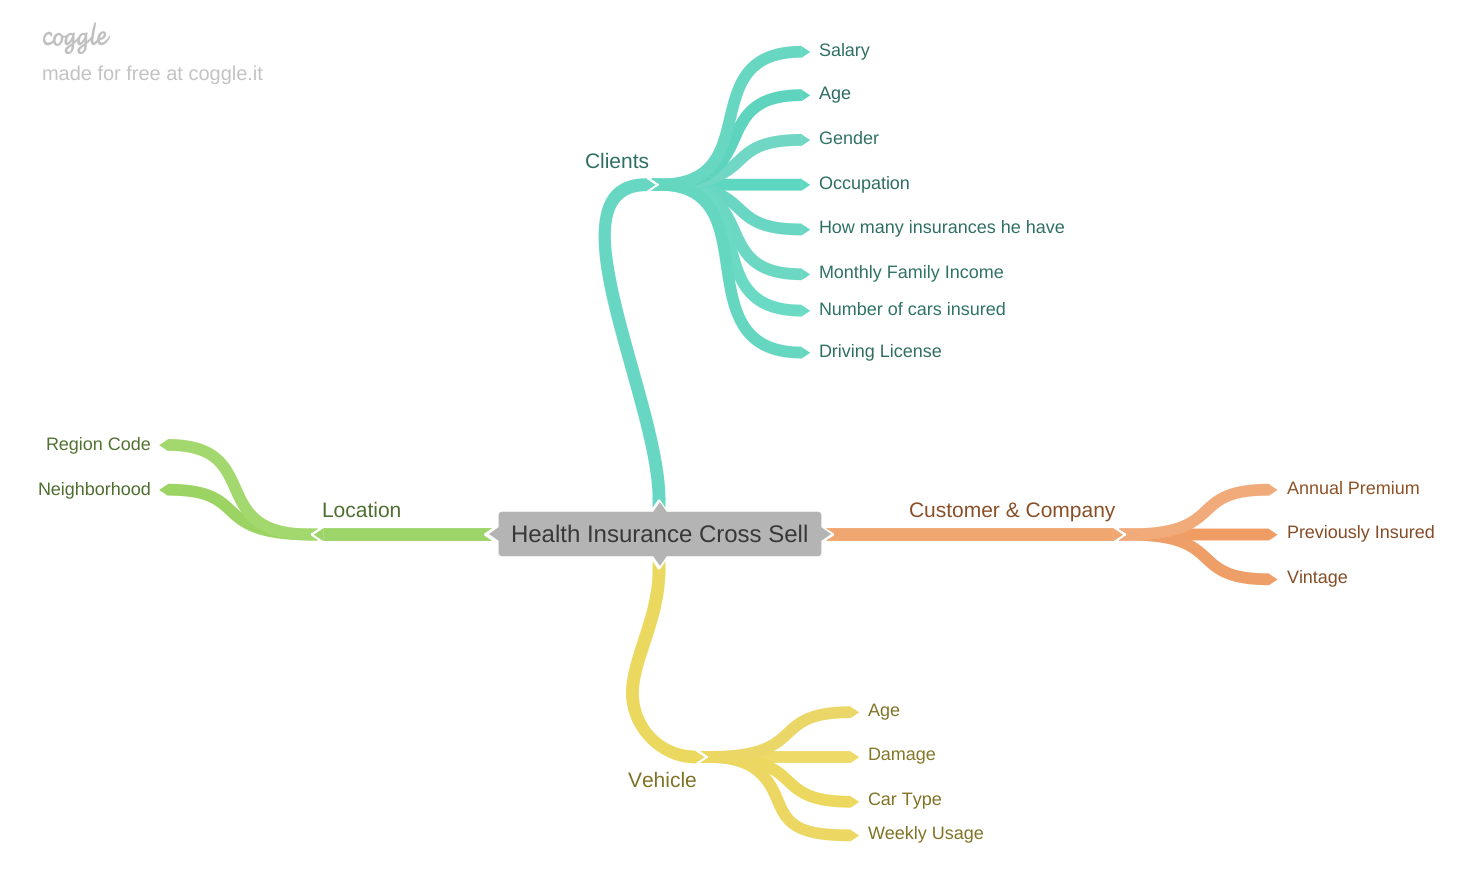 coggle
made for free at coggle.it
Salary
Age
Gender
Clients
Occupation
How many insurances he have
Monthly Family Income
Number of cars insured
Driving License
Region Code
Neighborhood
Location
Health Insurance Cross Sell
Customer & Company
Annual Premium
Previously Insured
Vintage
Age
Damage
Vehicle
Car Type
Weekly Usage